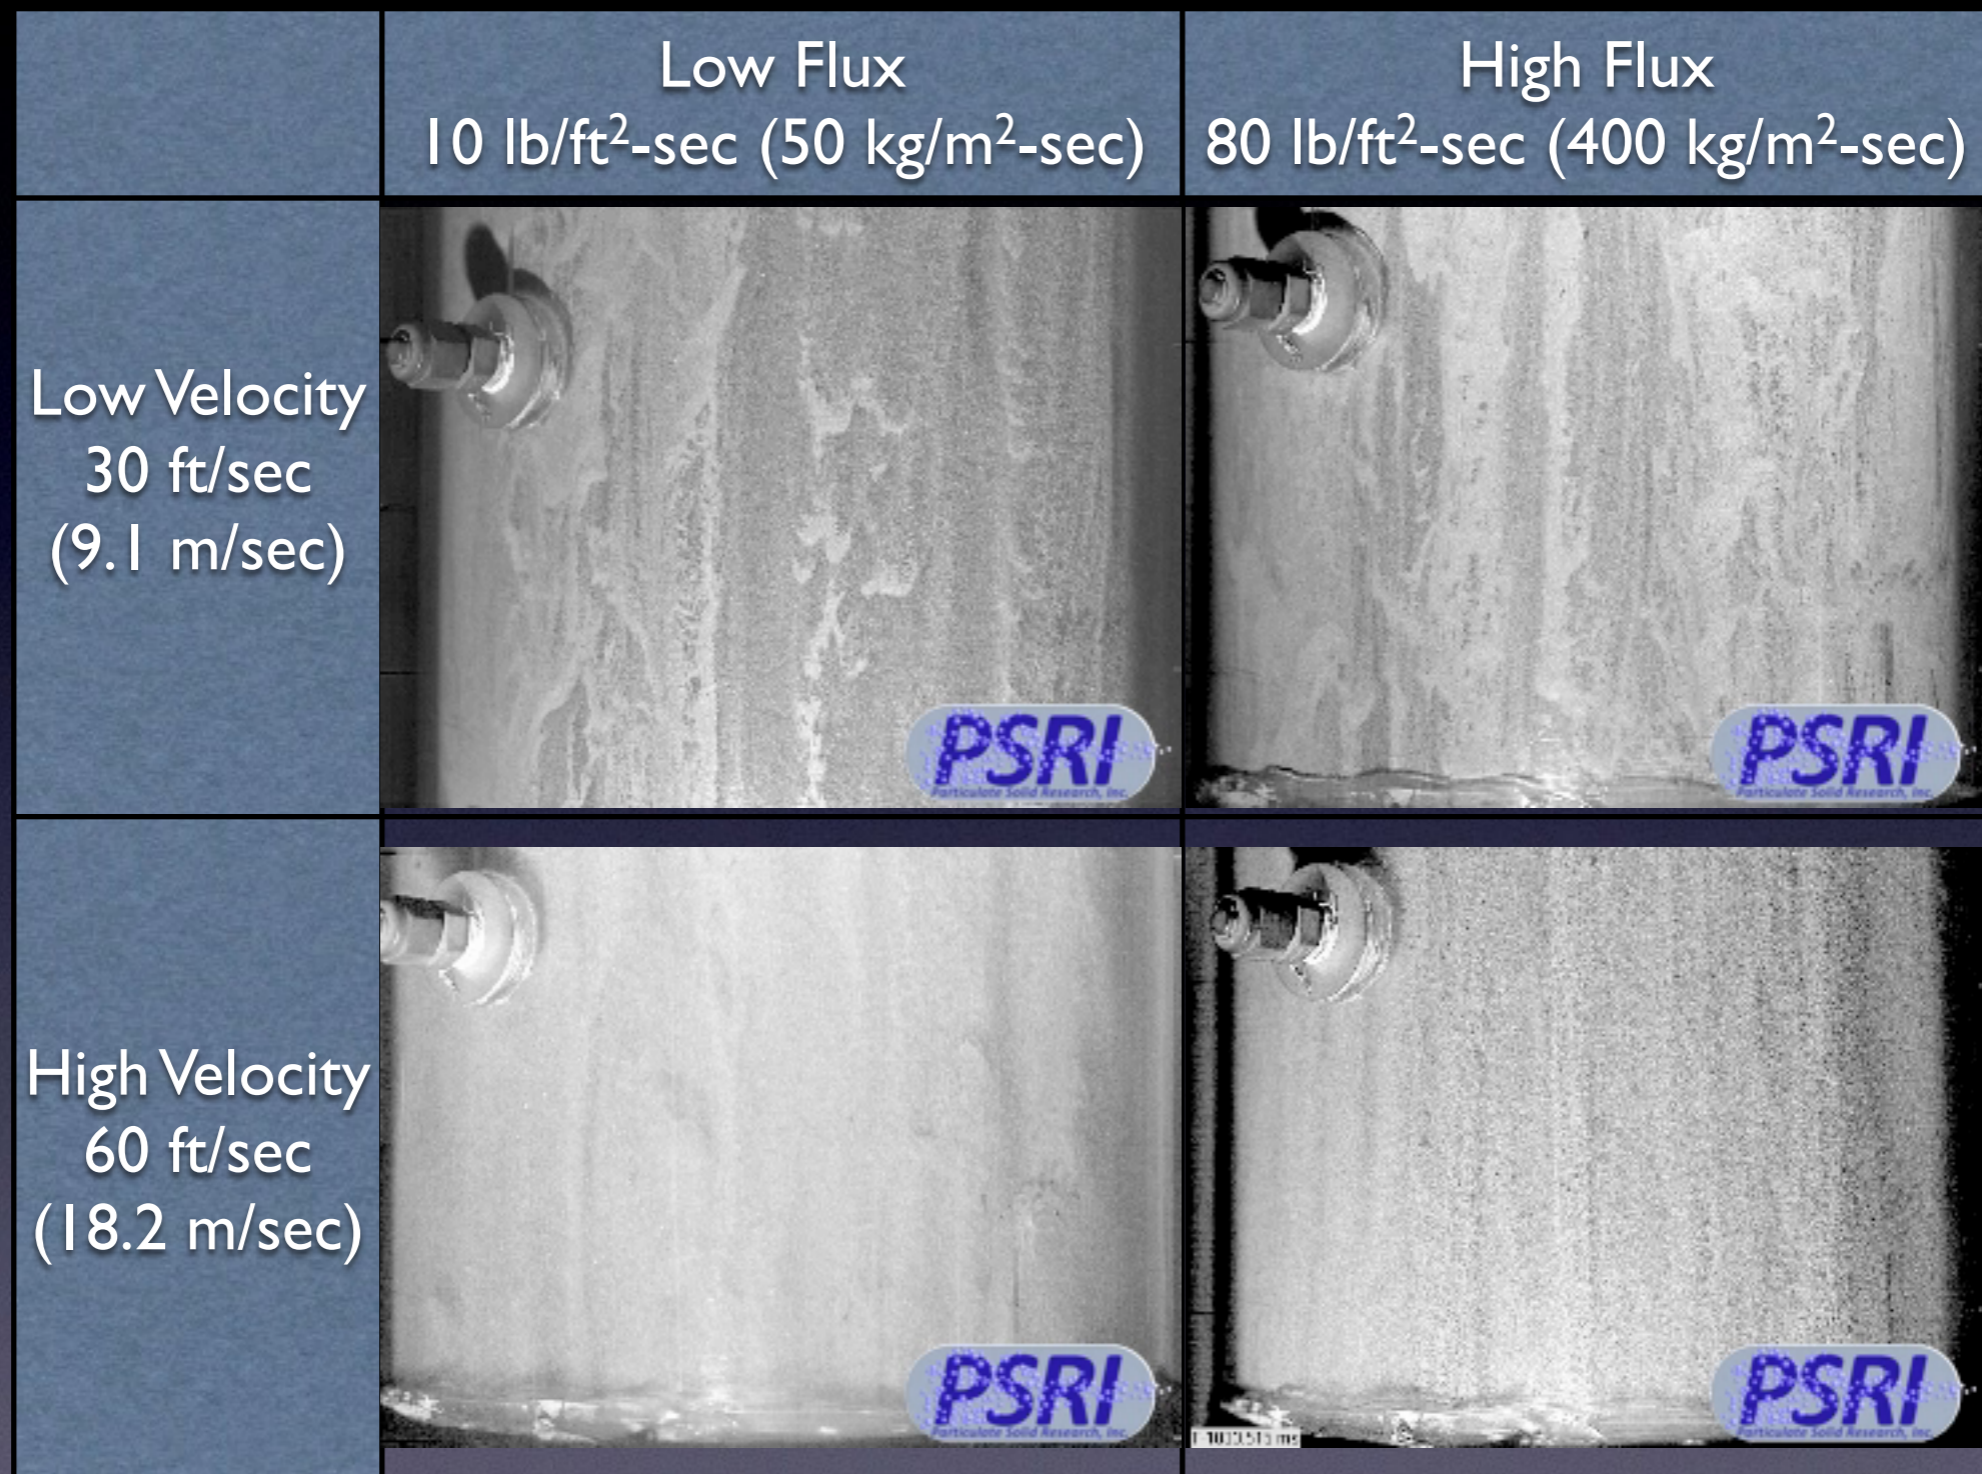 Low Flux
10 lb/ft²-sec (50 kg/m²-sec)
High Flux
80 lb/ft²-sec (400 kg/m²-sec)
Low Velocity
30 ft/sec
(9.1 m/sec)
PSRI
Particulate Solid Research, Inc.
PSRI
Particulate Solid Research, Inc.
High Velocity
60 ft/sec
(18.2 m/sec)
PSRI
Particulate Solid Research, Inc.
PSRI
Particulate Solid Research, Inc.